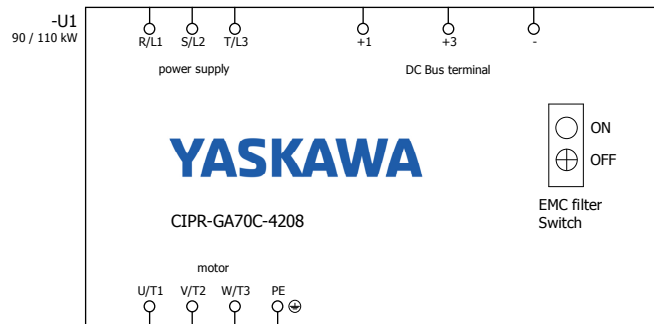 -U1
90 / 110 kW
R/L1 S/L2 T/L3 +1 +3 -
power supply DC Bus terminal
YASKAWA
ON
OFF
EMC filter
Switch
CIPR-GA70C-4208
motor
U/T1 V/T2 W/T3 PE